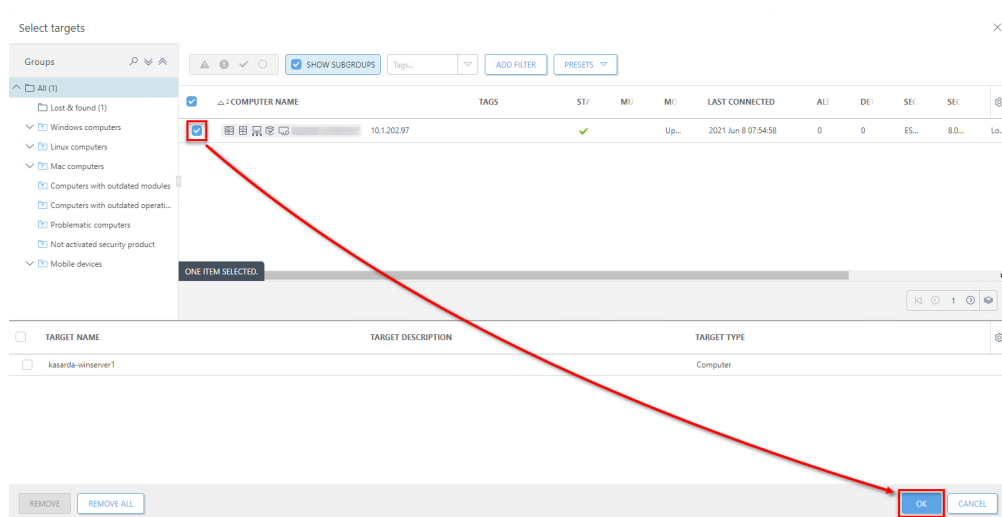 Select targets
Groups
SHOW SUBGROUPS
Tags...
ADD FILTER
PRESETS
All (1)
Lost & found (1)
Windows computers
Linux computers
Mac computers
Computers with outdated modules
Computers with outdated operati...
Problematic computers
Not activated security product
Mobile devices
2 COMPUTER NAME TAGS STA MU MO LAST CONNECTED ALE DET SEC SEC
10.1.202.97 Up... 2021 Jun 8 07:54:58 0 0 ES... 8.0... Lo...
ONE ITEM SELECTED.
1
TARGET NAME TARGET DESCRIPTION TARGET TYPE
kasarda-winserver1 Computer
REMOVE REMOVE ALL OK CANCEL